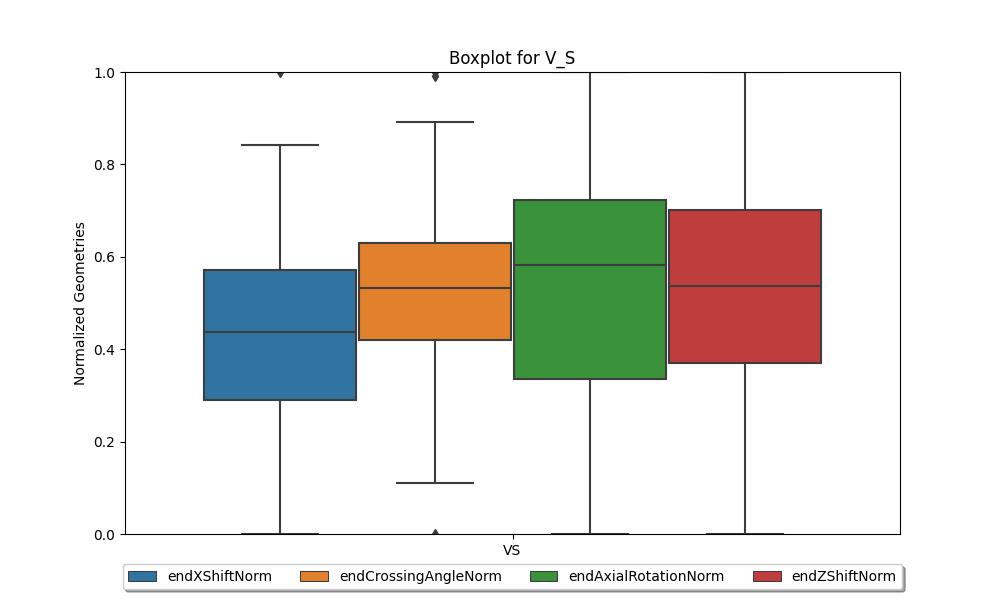 Boxplot for V_S
1.0
0.8
0.6
0.4
0.2
0.0
Normalized Geometries
VS
endXShiftNorm endCrossingAngleNorm endAxialRotationNorm endZShiftNorm